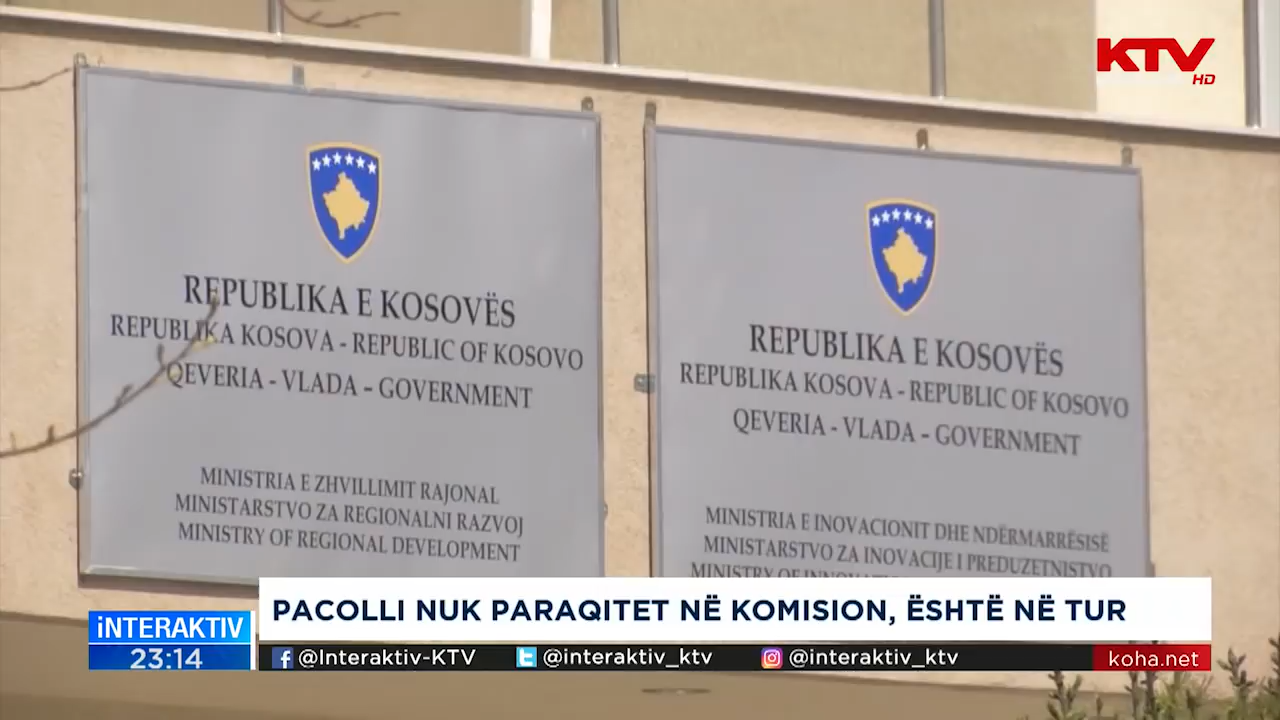 KTV HD
REPUBLIKA E KOSOVËS
REPUBLIKA KOSOVA - REPUBLIC OF KOSOVO
QEVERIA - VLADA - GOVERNMENT
MINISTRIA E ZHVILLIMIT RAJONAL
MINISTARSTVO ZA REGIONALNI RAZVOJ
MINISTRY OF REGIONAL DEVELOPMENT
REPUBLIKA E KOSOVËS
REPUBLIKA KOSOVA - REPUBLIC OF KOSOVO
QEVERIA - VLADA - GOVERNMENT
MINISTRIA E INOVACIONIT DHE NDËRMARRËSISË
MINISTARSTVO ZA INOVACIJE I PREDUZETNISTVO
MINISTRY OF
PACOLLI NUK PARAQITET NË KOMISION, ËSHTË NË TUR
iNTERAKTIV
23:14
@Interaktiv-KTV @interaktiv_ktv @interaktiv_ktv koha.net